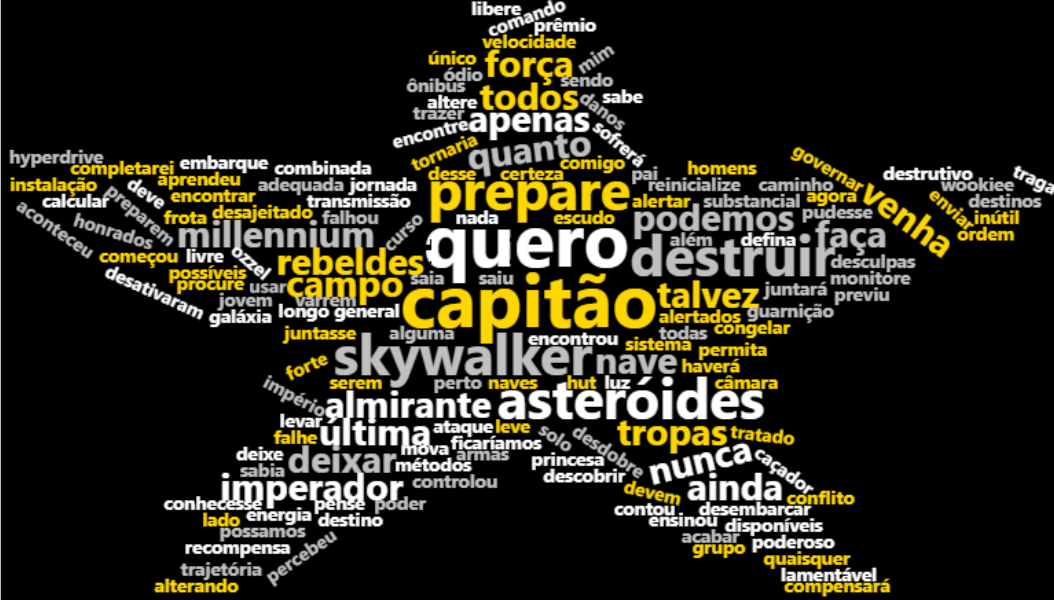 libere
comando
prêmio
velocidade
único
força
mim
ódio
sendo
ônibus
todos
danos
sabe
altere
trazer
apenas
encontre
sofrerá
tornaria
quanto
comigo
desse
certeza
pai
homens
governar
destrutivo
traga
hyperdrive
completarei
embarque
combinada
instalação
aprendeu
adequada
jornada
prepare
reinicialize
caminho
agora
venha
enviar
wookiee
calcular
deve
encontrar
transmissão
alertar
substancial
destinos
aconteceu
honrados
preparem
frota
desajeitado
falhou
curso
nada
escudo
podemos
pudesse
inútil
millennium
quero
além
defina
faça
ordem
começou
livre
ozzel
rebeldes
destruir
desculpas
desativaram
possíveis
procure
usar
campo
saia
saiu
capitão
talvez
juntará
monitore
jovem
varrem
previu
galáxia
longo
general
alertados
guarnição
juntasse
alguma
encontrou
todas
congelar
forte
skywalker
nave
sistema
permita
haverá
império
serem
perto
naves
hut
luz
câmara
almirante
asteróides
levar
falhe
última
ataque
leve
solo
desdobre
tropas
tratado
deixe
mova
ficaríamos
nunca
caçador
sabia
deixar
métodos
armas
princesa
descobrir
imperador
controlou
devem
ainda
conflito
conhecesse
pense
poder
contou
desembarcar
lado
energia
destino
ensinou
disponíveis
possamos
percebeu
acabar
grupo
poderoso
recompensa
quaisquer
trajetória
lamentável
alterando
compensará